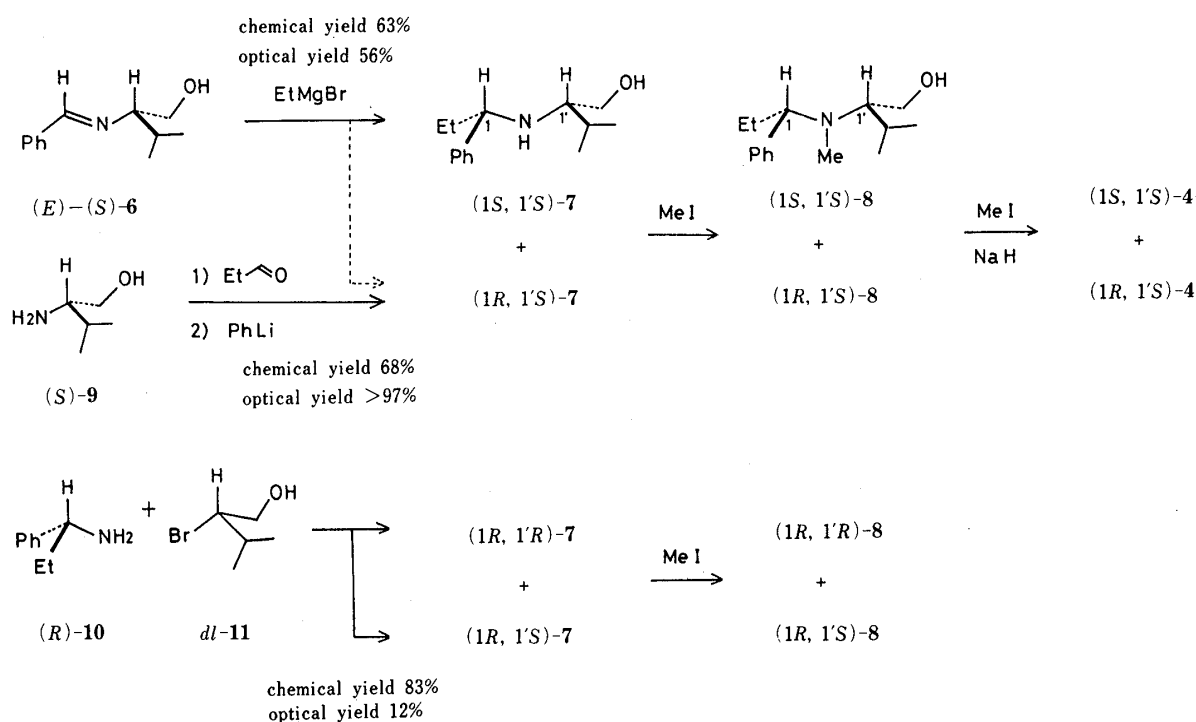 chemical yield 63%
optical yield 56%
EtMgBr
H
H
OH
N
Ph
H
H
OH
Et
1
N
H
1'
Ph
H
H
OH
Et
1
N
1'
Ph
Me
(E)–(S)-6
(1S, 1'S)-7
MeI
(1S, 1'S)-8
MeI
NaH
(1S, 1'S)-4
+
+
+
(1R, 1'S)-7
(1R, 1'S)-8
(1R, 1'S)-4
H
OH
H2N
1) Et O
2) PhLi
chemical yield 68%
optical yield >97%
(S)-9
H
Ph
NH2
Et
+
H
OH
Br
(1R, 1'R)-7
MeI
(1R, 1'R)-8
+
+
(R)-10
dl-11
(1R, 1'S)-7
(1R, 1'S)-8
chemical yield 83%
optical yield 12%